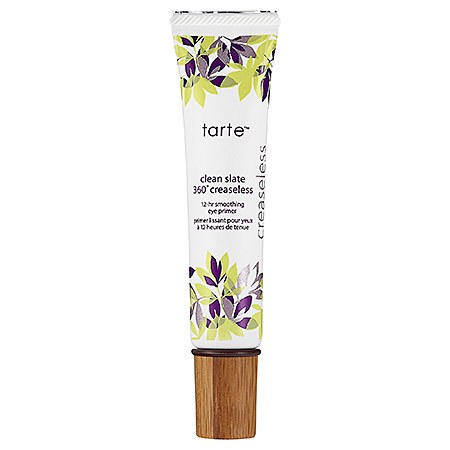 tarte™
clean slate
360° creaseless
12-hr smoothing
eye primer
primer lissant pour yeux
à 12 heures de tenue
creaseless